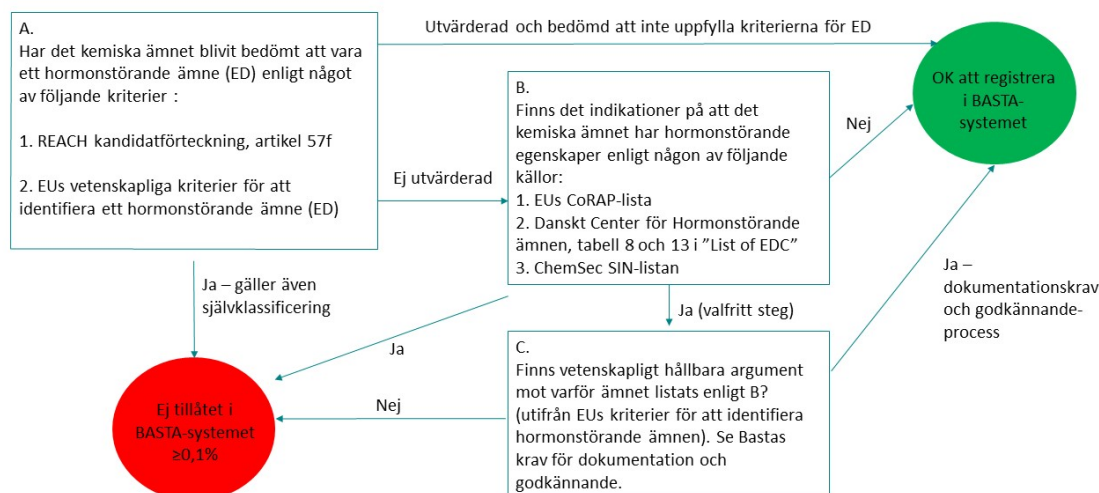 A.
Har det kemiska ämnet blivit bedömt att vara
ett hormonstörande ämne (ED) enligt något
av följande kriterier :
1. REACH kandidatförteckning, artikel 57f
2. EUs vetenskapliga kriterier för att
identifiera ett hormonstörande ämne (ED)
Utvärderad och bedömd att inte uppfylla kriterierna för ED
OK att registrera
i BASTA-
systemet
Ej utvärderad
B.
Finns det indikationer på att det
kemiska ämnet har hormonstörande
egenskaper enligt någon av följande
källor:
1. EUs CoRAP-lista
2. Danskt Center för Hormonstörande
ämnen, tabell 8 och 13 i ”List of EDC”
3. ChemSec SIN-listan
Nej
Ja – gäller även
självklassificering
Ja
Ja (valfritt steg)
Ja –
dokumentationskrav
och godkännande-
process
Ej tillåtet i
BASTA-systemet
≥0,1%
Nej
C.
Finns vetenskapligt hållbara argument
mot varför ämnet listats enligt B?
(utifrån EUs kriterier för att identifiera
hormonstörande ämnen). Se Bastas
krav för dokumentation och
godkännande.